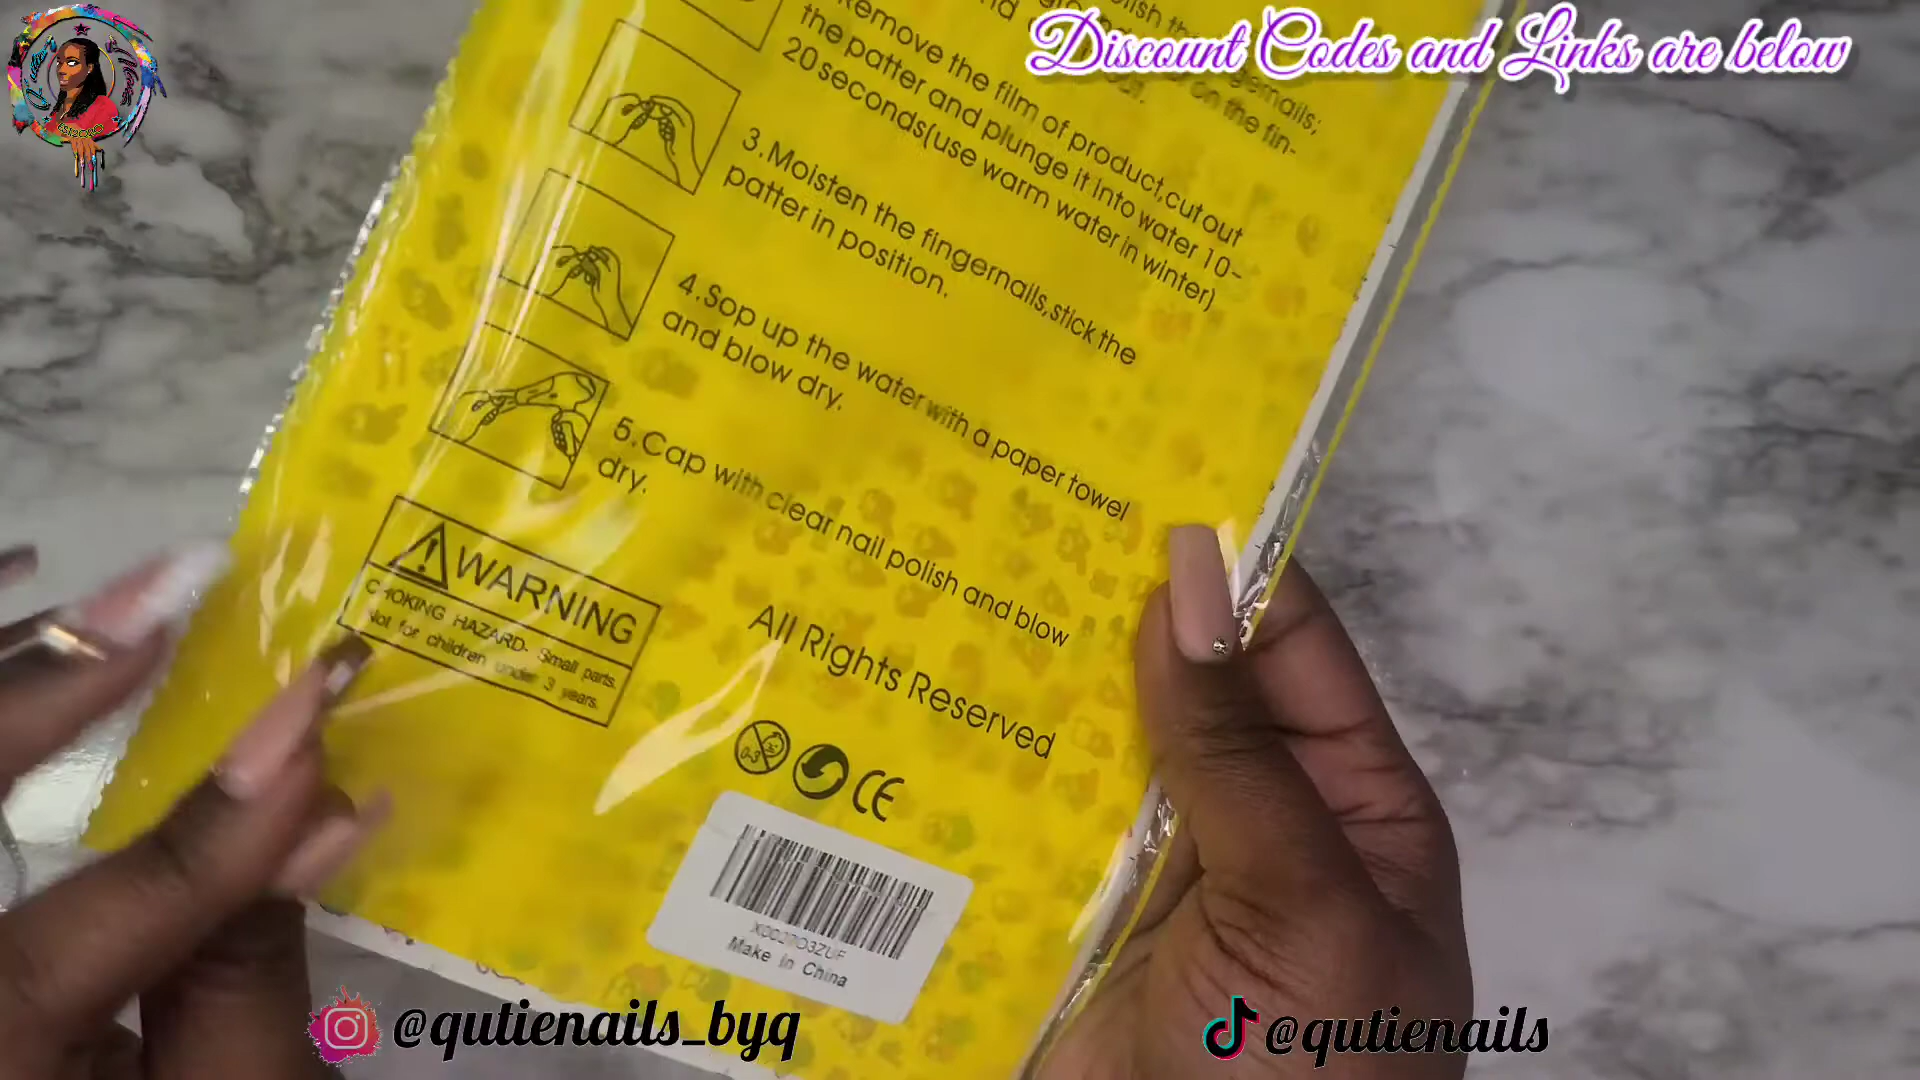 Discount Codes and Links are below
Remove the film of product,cut out
the patter and plunge it into water 10-
20 seconds(use warm water in winter)
3.Moisten the fingernails,stick the
patter in position.
4.Sop up the water with a paper towel
and blow dry.
5.Cap with clear nail polish and blow
dry.
WARNING
CHOKING HAZARD- Small parts.
Not for children under 3 years.
All Rights Reserved
0-3
CE
Make in China
@qutienails_byq
@qutienails